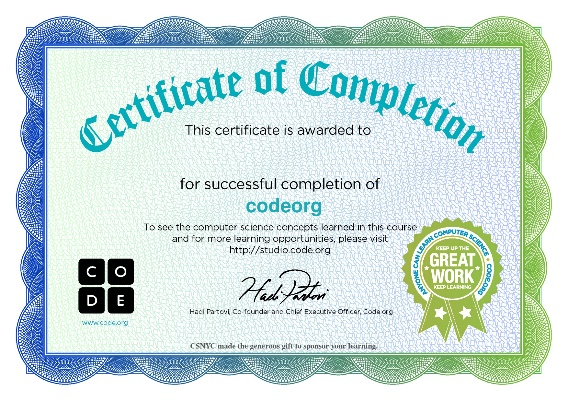 Certificate of Completion
This certificate is awarded to
for successful completion of
codeorg
To see the computer science concepts learned in this course
and for more learning opportunities, please visit
http://studio.code.org
C O
D E
www.code.org
Hadi Partovi
Hadi Partovi, Co-founder and Chief Executive Officer, Code.org
ANYONE CAN LEARN COMPUTER SCIENCE • CODE.ORG
KEEP UP THE
GREAT
WORK
KEEP LEARNING
CSNYC made the generous gift to sponsor your learning.